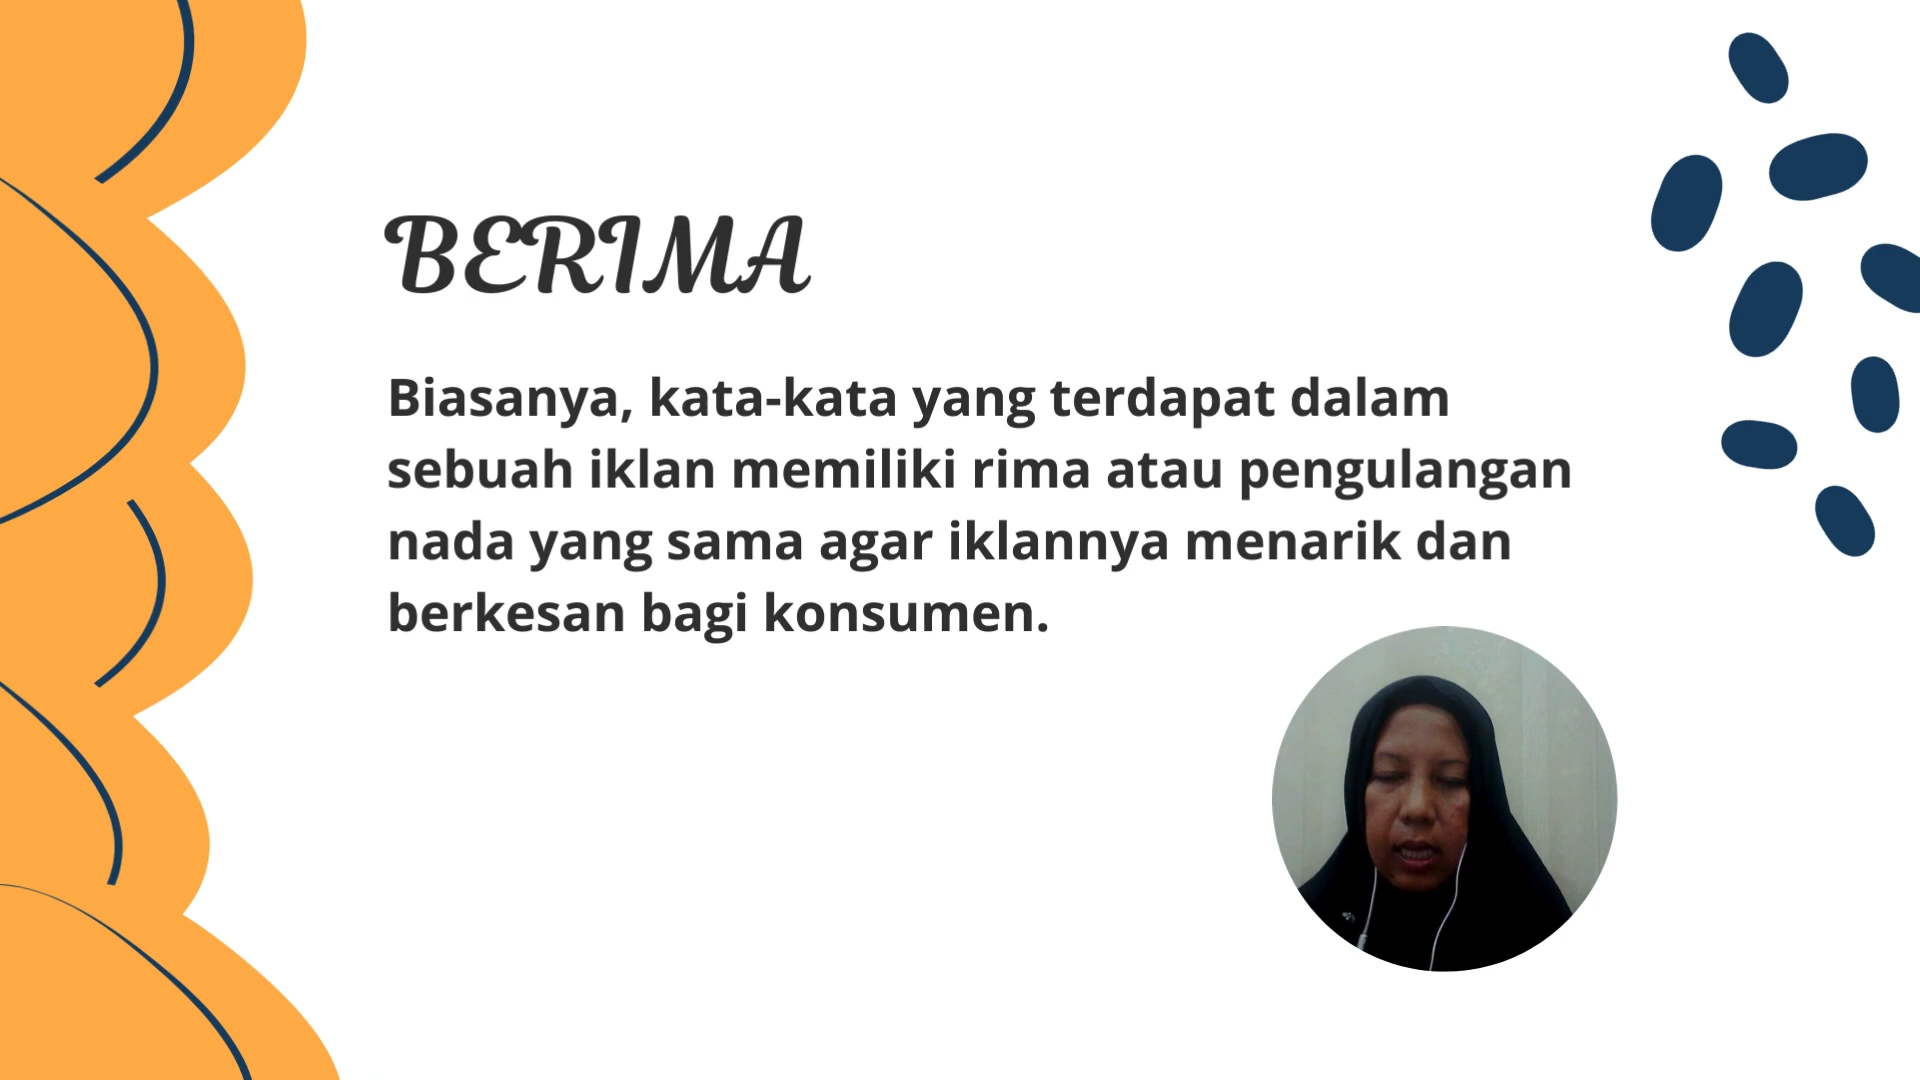 BERIMA
Biasanya, kata-kata yang terdapat dalam
sebuah iklan memiliki rima atau pengulangan
nada yang sama agar iklannya menarik dan
berkesan bagi konsumen.